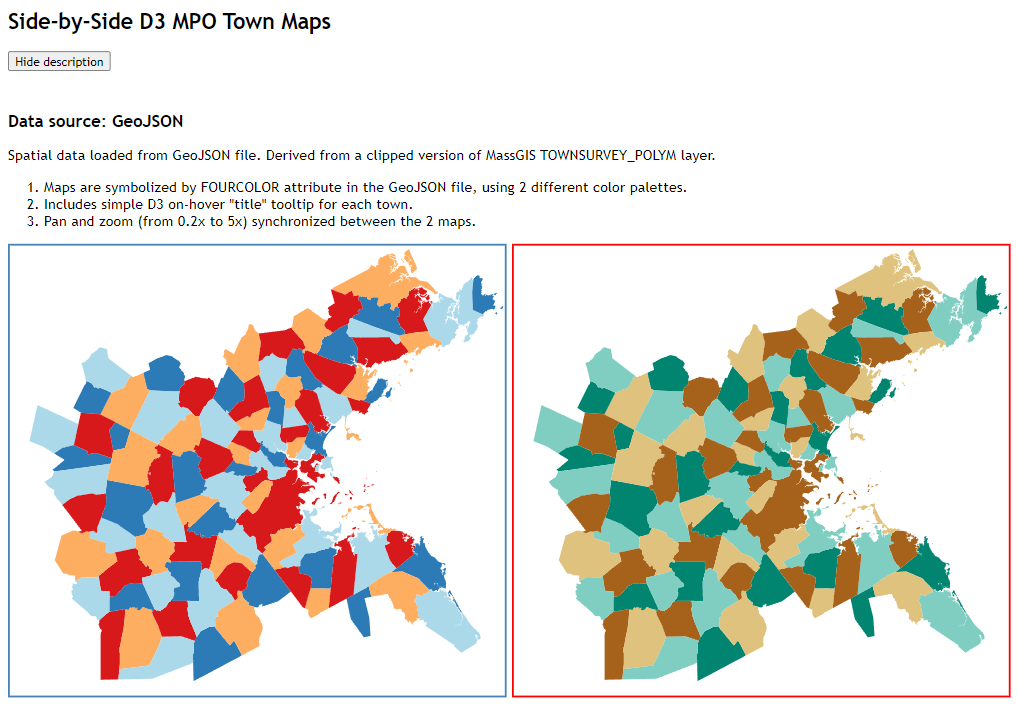 Side-by-Side D3 MPO Town Maps
Hide description
Data source: GeoJSON
Spatial data loaded from GeoJSON file. Derived from a clipped version of MassGIS TOWNSURVEY_POLYM layer.
1. Maps are symbolized by FOURCOLOR attribute in the GeoJSON file, using 2 different color palettes.
2. Includes simple D3 on-hover "title" tooltip for each town.
3. Pan and zoom (from 0.2x to 5x) synchronized between the 2 maps.